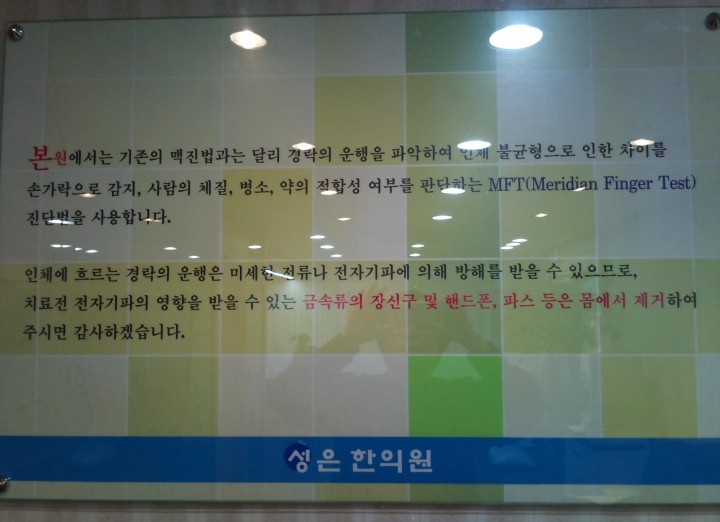 본원에서는 기존의 맥진법과는 달리 경락의 운행을 파악하여 인체 불균형으로 인한 차이를
손가락으로 감지, 사람의 체질, 병소, 약의 적합성 여부를 판단하는 MFT(Meridian Finger Test)
진단법을 사용합니다.
인체에 흐르는 경락의 운행은 미세한 전류나 전자기파에 의해 방해를 받을 수 있으므로,
치료전 전자기파의 영향을 받을 수 있는 금속류의 장신구 및 핸드폰, 파스 등은 몸에서 제거하여
주시면 감사하겠습니다.
성은 한의원